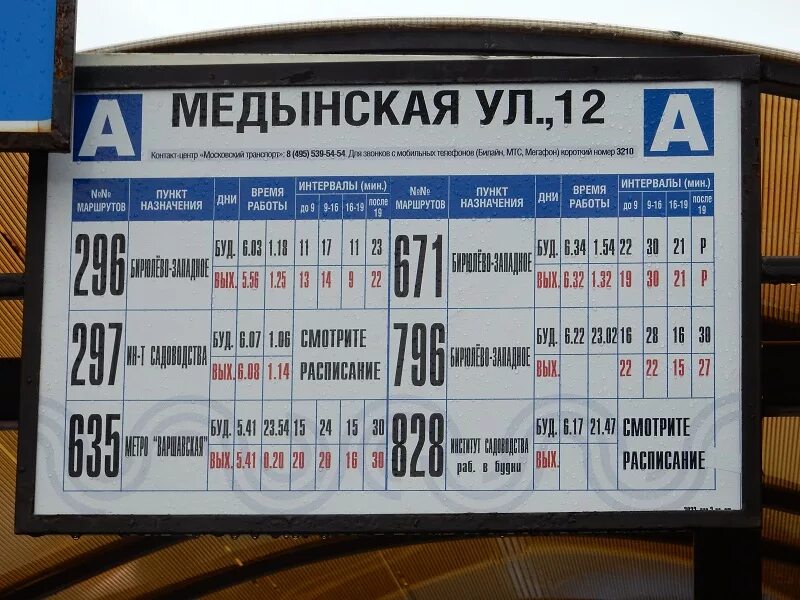 А МЕДЫНСКАЯ УЛ.,12 А
Контакт-центр «Московский транспорт»: 8 (495) 539-54-54. Для звонков с мобильных телефонов (Билайн, МТС, Мегафон) короткий номер 3210
№№ МАРШРУТОВ ПУНКТ НАЗНАЧЕНИЯ ДНИ ВРЕМЯ РАБОТЫ ИНТЕРВАЛЫ (МИН.)
до 9 9-16 16-19 после 19
296 БИРЮЛЁВО-ЗАПАДНОЕ
БУД. 6.03 1.18 11 17 11 23
ВЫХ. 5.56 1.25 13 14 9 22
297 ИН-Т САДОВОДСТВА
БУД. 6.07 1.06 СМОТРИТЕ
ВЫХ. 6.08 1.14 РАСПИСАНИЕ
635 МЕТРО "ВАРШАВСКАЯ"
БУД. 5.41 23.54 15 24 15 30
ВЫХ. 5.41 0.20 20 20 16 30
№№ МАРШРУТОВ ПУНКТ НАЗНАЧЕНИЯ ДНИ ВРЕМЯ РАБОТЫ ИНТЕРВАЛЫ (МИН.)
до 9 9-16 16-19 после 19
671 БИРЮЛЁВО-ЗАПАДНОЕ
БУД. 6.34 1.54 22 30 21 Р
ВЫХ. 6.32 1.32 19 30 21 Р
796 БИРЮЛЁВО-ЗАПАДНОЕ
БУД. 6.22 23.02 16 28 16 30
ВЫХ. 22 22 15 27
828 ИНСТИТУТ САДОВОДСТВА
раб. в будни
БУД. 6.17 21.47 СМОТРИТЕ
ВЫХ. РАСПИСАНИЕ